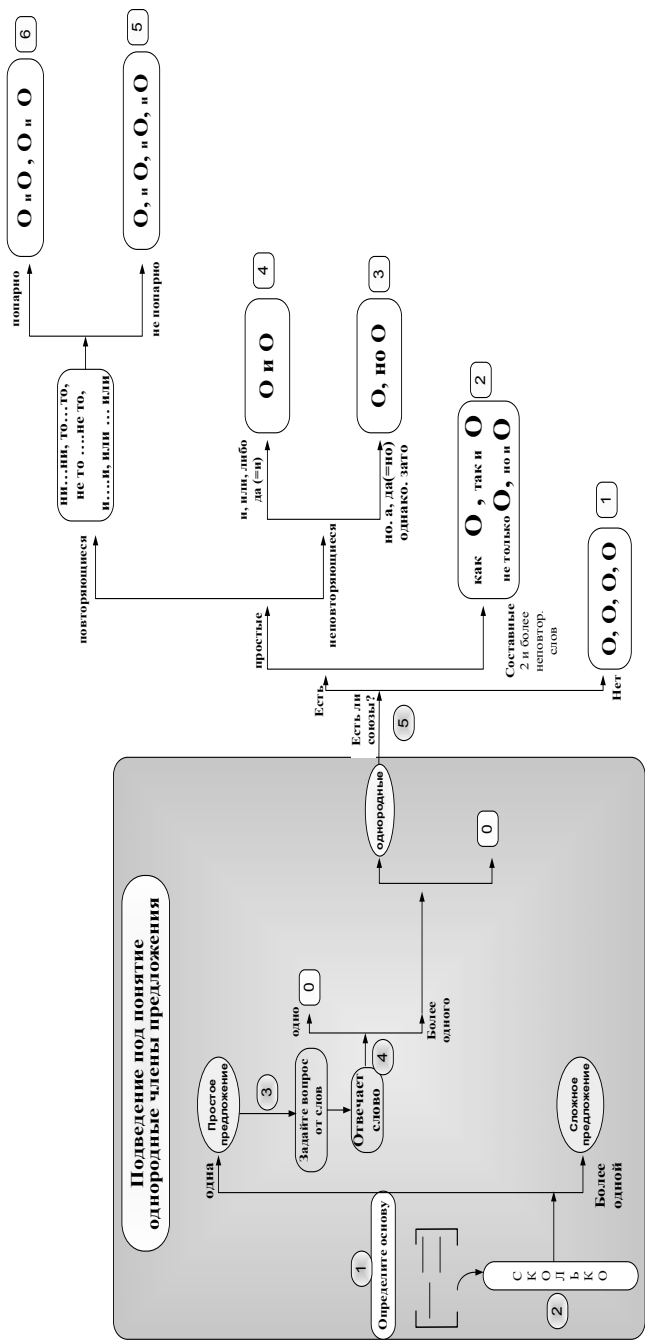 Подведение под понятие
однородные члены предложения
1
Определите основу
2
СКОЛЬКО
одна
Простое
предложение
Более
одной
Сложное
предложение
3
Задайте вопрос
от слов
Отвечает
слово
4
одно
0
Более
одного
однородные
0
Есть ли
союзы?
5
Есть
Нет
О, О, О, О
1
простые
Составные
2 и более
неповтор.
слов
как О , так и О
не только О, но и О
2
повторяющиеся
неповторяющиеся
и, или, либо
да (=и)
О и О
4
но. а, да(=но)
однако. зато
О, но О
3
ни...ни, то...то,
не то ....не то,
и....и, или ... или
попарно
О и О , О и О
6
не попарно
О, и О, и О, и О
5